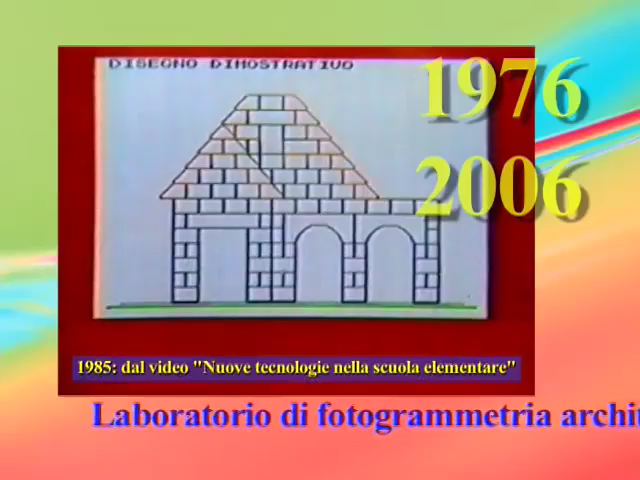 DISEGNO DIMOSTRATIVO
1976
2006
1985: dal video "Nuove tecnologie nella scuola elementare"
Laboratorio di fotogrammetria archit